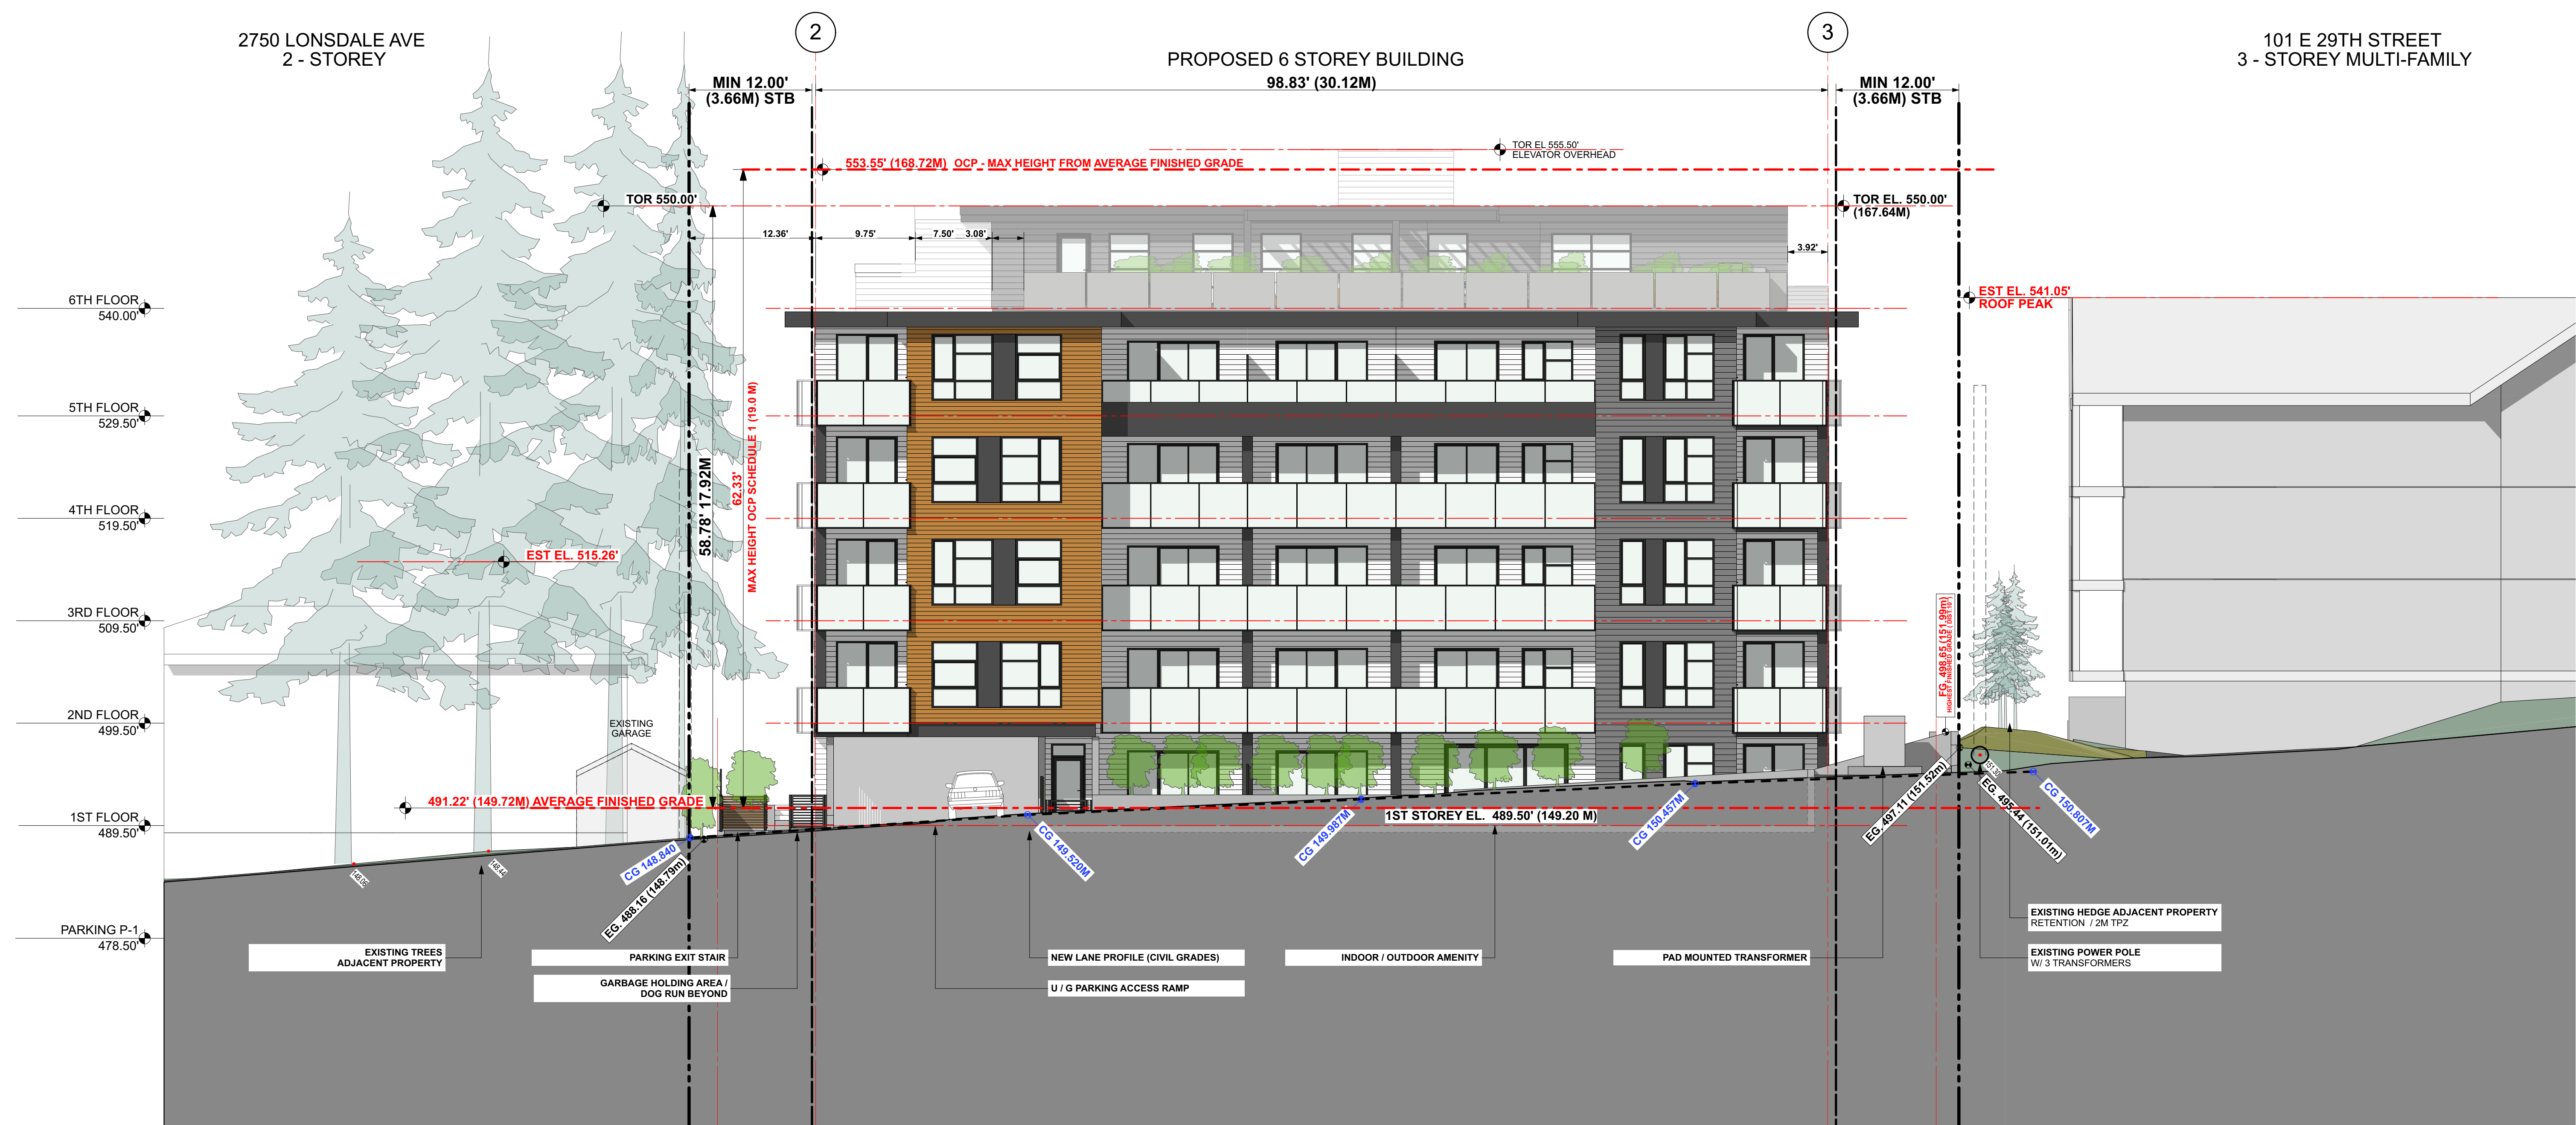 2750 LONSDALE AVE
2 - STOREY
2
PROPOSED 6 STOREY BUILDING
98.83' (30.12M)
3
101 E 29TH STREET
3 - STOREY MULTI-FAMILY
MIN 12.00'
(3.66M) STB
MIN 12.00'
(3.66M) STB
TOR EL 555.50'
ELEVATOR OVERHEAD
553.55' (168.72M) OCP - MAX HEIGHT FROM AVERAGE FINISHED GRADE
TOR 550.00'
TOR EL. 550.00'
(167.64M)
12.36'
9.75'
7.50'
3.08'
3.92'
6TH FLOOR
540.00'
EST EL. 541.05'
ROOF PEAK
5TH FLOOR
529.50'
58.78' 17.92M
62.33'
MAX HEIGHT OCP SCHEDULE 1 (19.0 M)
4TH FLOOR
519.50'
EST EL. 515.26'
3RD FLOOR
509.50'
FG. 498.65 (151.99m)
2ND FLOOR
499.50'
EXISTING
GARAGE
491.22' (149.72M) AVERAGE FINISHED GRADE
1ST FLOOR
489.50'
1ST STOREY EL. 489.50' (149.20 M)
148.44
CG 148.840
EG. 488.16 (148.79m)
CG 149.520M
CG 149.987M
CG 150.457M
EG. 497.11 (151.52m)
EG. 495.44 (151.01m)
CG 150.807M
PARKING P-1
478.50'
EXISTING TREES
ADJACENT PROPERTY
PARKING EXIT STAIR
GARBAGE HOLDING AREA /
DOG RUN BEYOND
NEW LANE PROFILE (CIVIL GRADES)
U / G PARKING ACCESS RAMP
INDOOR / OUTDOOR AMENITY
PAD MOUNTED TRANSFORMER
EXISTING HEDGE ADJACENT PROPERTY
RETENTION / 2M TPZ
EXISTING POWER POLE
W/ 3 TRANSFORMERS